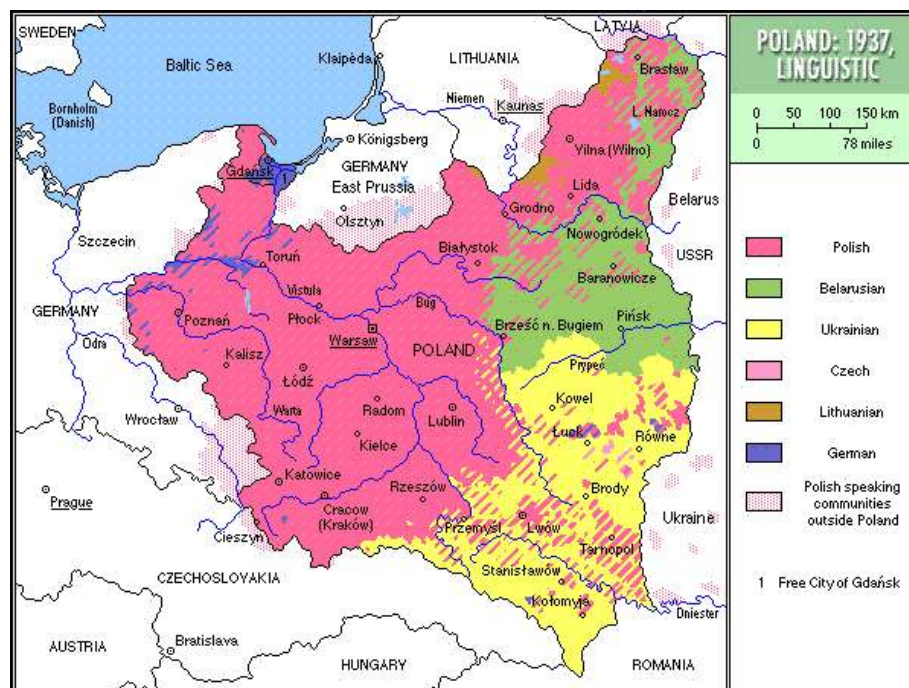 SWEDEN
Baltic Sea
Klaipėda
LITHUANIA
LATVIA
Brasław
Bornholm
(Danish)
Niemen
Kaunas
L. Narocz
Königsberg
Yilna (Wilno)
Gdańsk
1
GERMANY
East Prussia
Lida
Belarus
Olsztyn
Grodno
Szczecin
Nowogródek
Białystok
USSR
Toruń
Baranowicze
Vistula
Bug
GERMANY
Poznań
Płock
Brześć n. Bugiem
Pińsk
Odra
Warsaw
POLAND
Kalisz
Prypeć
Łódź
Kowel
Wrocław
Warta
Radom
Lublin
Łuck
Równe
Kielce
Katowice
Rzeszów
Brody
Prague
Cracow
(Kraków)
Przemyśl
Lwów
Ukraine
Cieszyn
Tarnopol
Stanisławów
CZECHOSLOVAKIA
Kołomyja
Dniester
AUSTRIA
Bratislava
HUNGARY
ROMANIA
POLAND: 1937,
LINGUISTIC
0 50 100 150 km
0 78 miles
Polish
Belarusian
Ukrainian
Czech
Lithuanian
German
Polish speaking
communities
outside Poland
1 Free City of Gdańsk